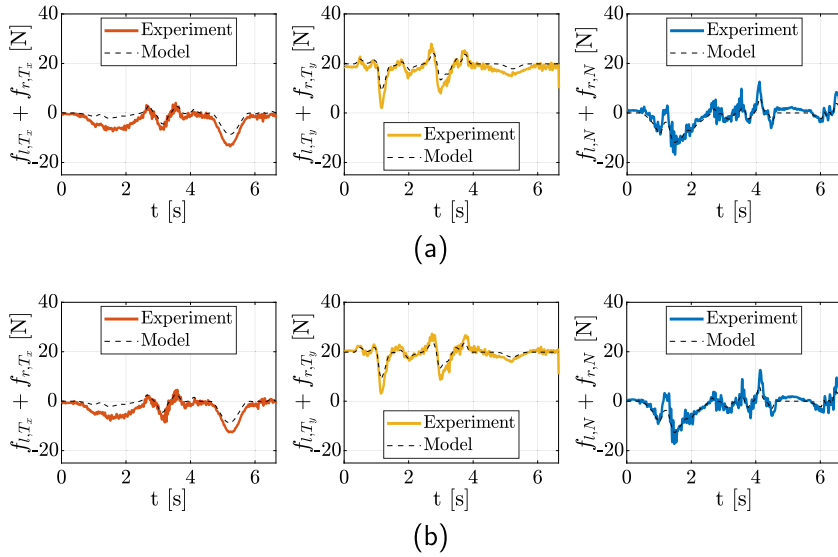 f_{l,T_x} + f_{r,T_x} [N]
40
20
0
-20
Experiment
Model
0 2 4 6
t [s]
f_{l,T_y} + f_{r,T_y} [N]
40
20
0
-20
Experiment
Model
0 2 4 6
t [s]
f_{l,N} + f_{r,N} [N]
40
20
0
-20
Experiment
Model
0 2 4 6
t [s]
(a)
f_{l,T_x} + f_{r,T_x} [N]
40
20
0
-20
Experiment
Model
0 2 4 6
t [s]
f_{l,T_y} + f_{r,T_y} [N]
40
20
0
-20
Experiment
Model
0 2 4 6
t [s]
f_{l,N} + f_{r,N} [N]
40
20
0
-20
Experiment
Model
0 2 4 6
t [s]
(b)